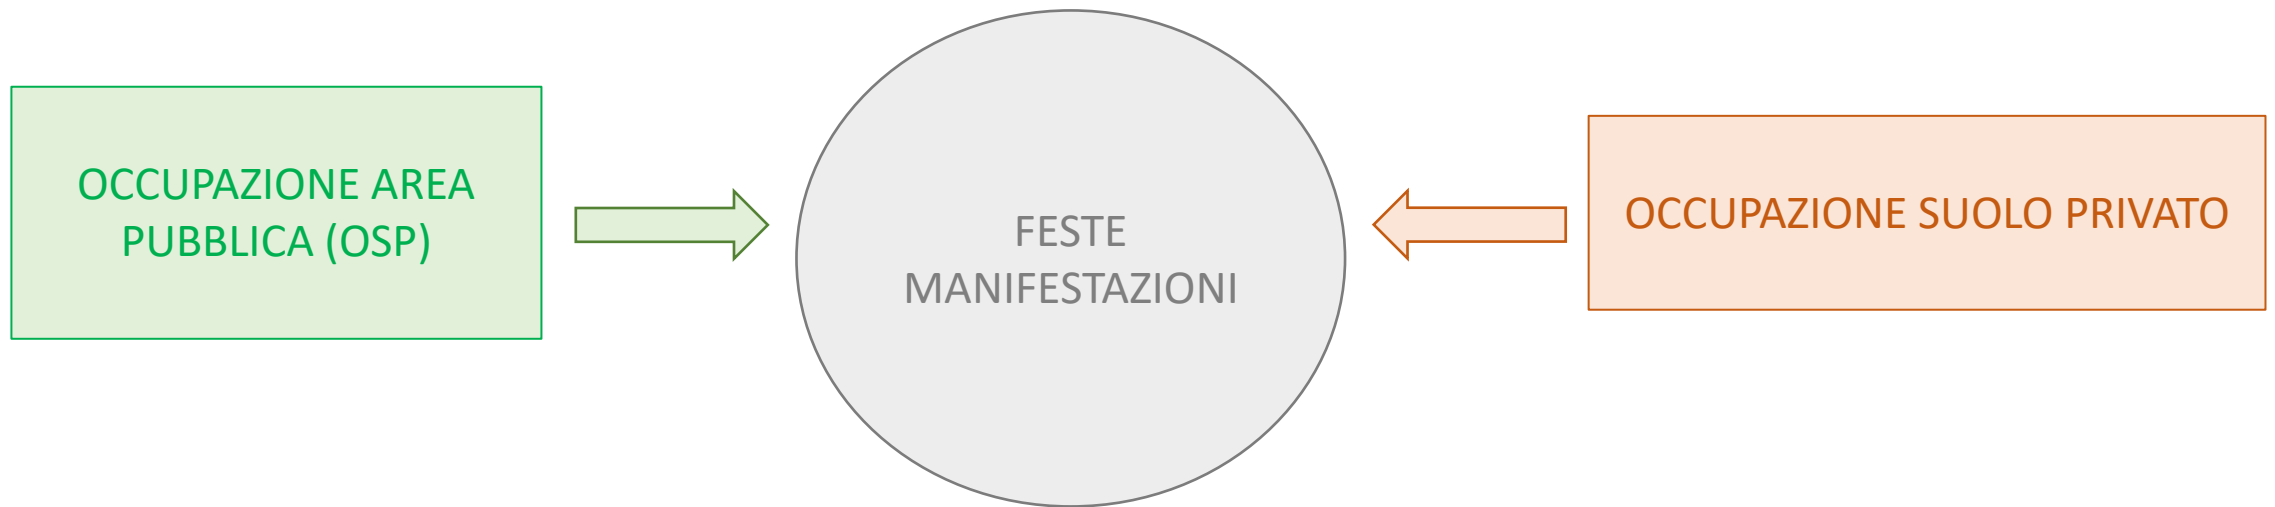 OCCUPAZIONE AREA
PUBBLICA (OSP)
FESTE
MANIFESTAZIONI
OCCUPAZIONE SUOLO PRIVATO